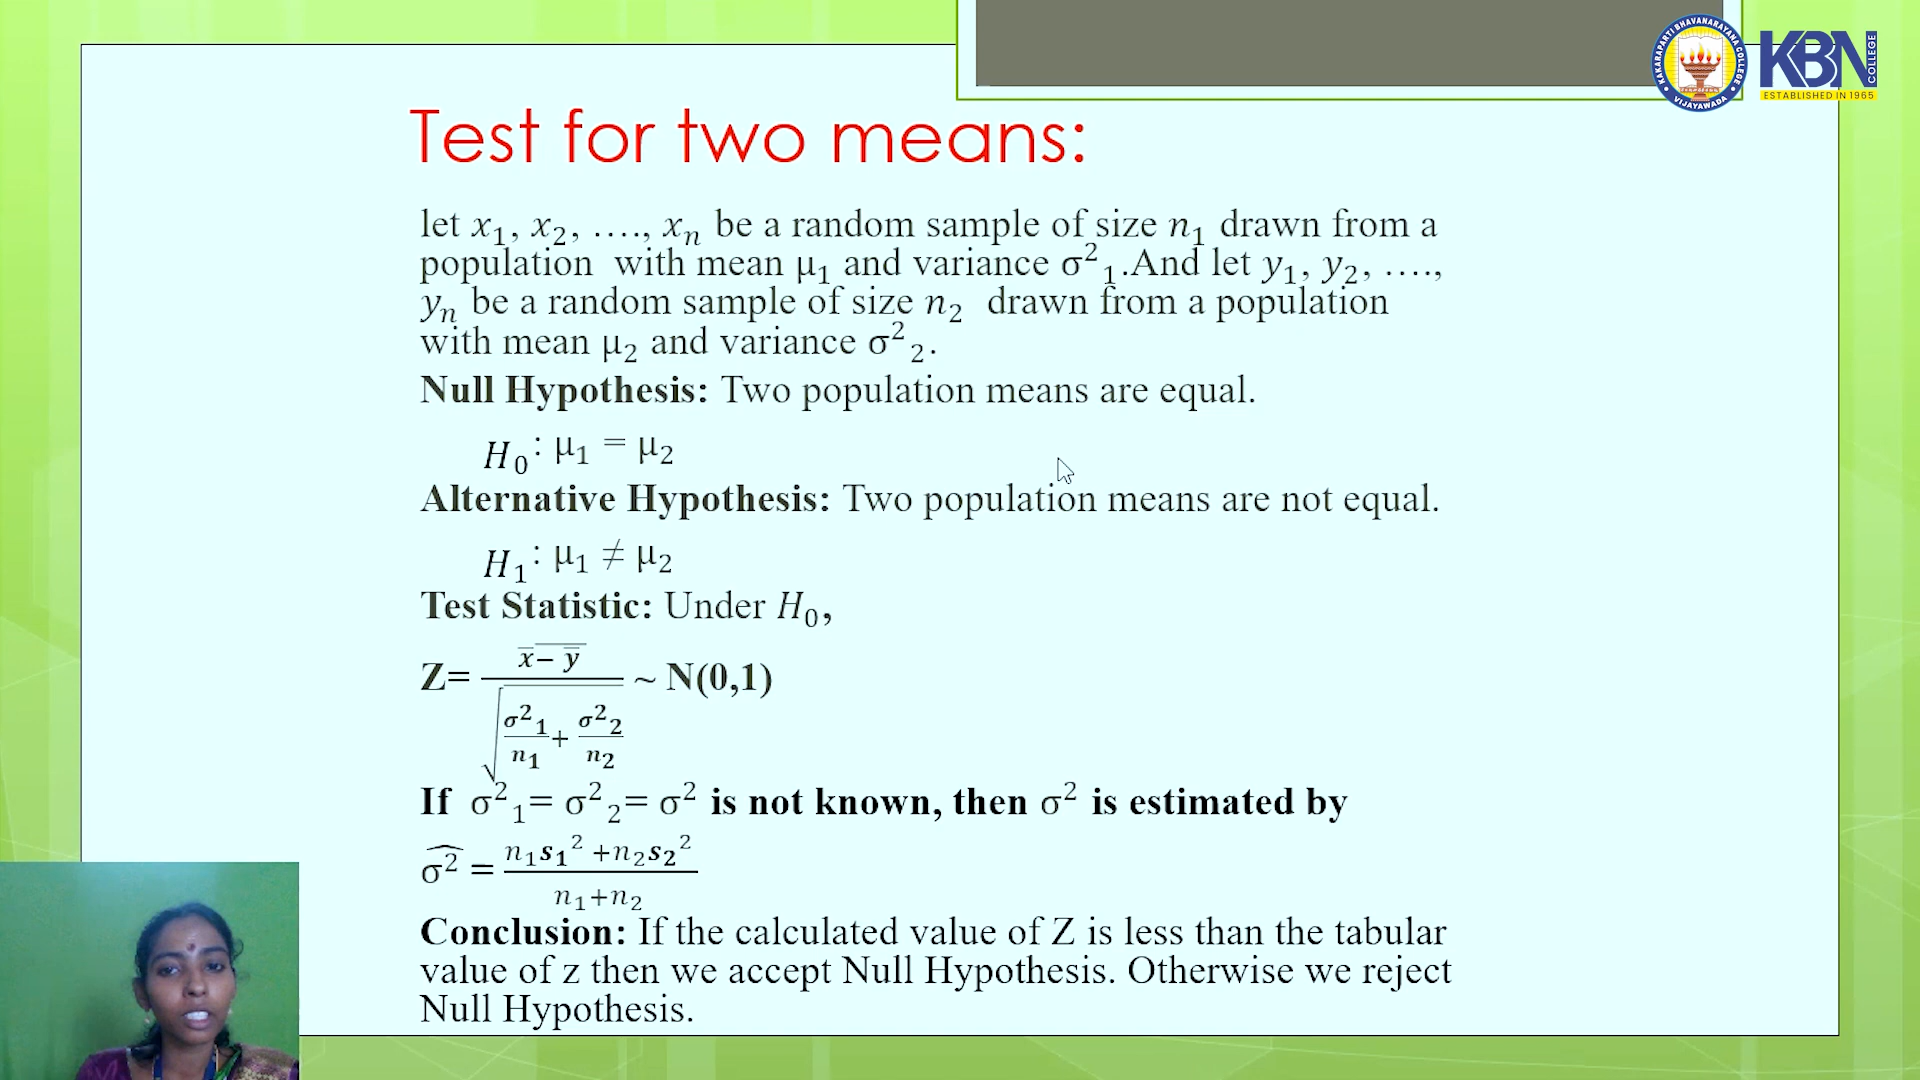 KAKARAPARTI BHAVANARAYANA COLLEGE
VIJAYAWADA
KBN
COLLEGE
ESTABLISHED IN 1965
Test for two means:
let x₁, x₂, …., xₙ be a random sample of size n₁ drawn from a
population with mean μ₁ and variance σ²₁.And let y₁, y₂, ….,
yₙ be a random sample of size n₂ drawn from a population
with mean μ₂ and variance σ²₂.
Null Hypothesis: Two population means are equal.
H₀: μ₁ = μ₂
Alternative Hypothesis: Two population means are not equal.
H₁: μ₁ ≠ μ₂
Test Statistic: Under H₀,
Z= (x̅ − y̅) / √(σ²₁/n₁ + σ²₂/n₂) ~ N(0,1)
If σ²₁= σ²₂= σ² is not known, then σ² is estimated by
σ̂² = (n₁s₁² +n₂s₂²) / (n₁+n₂)
Conclusion: If the calculated value of Z is less than the tabular
value of z then we accept Null Hypothesis. Otherwise we reject
Null Hypothesis.